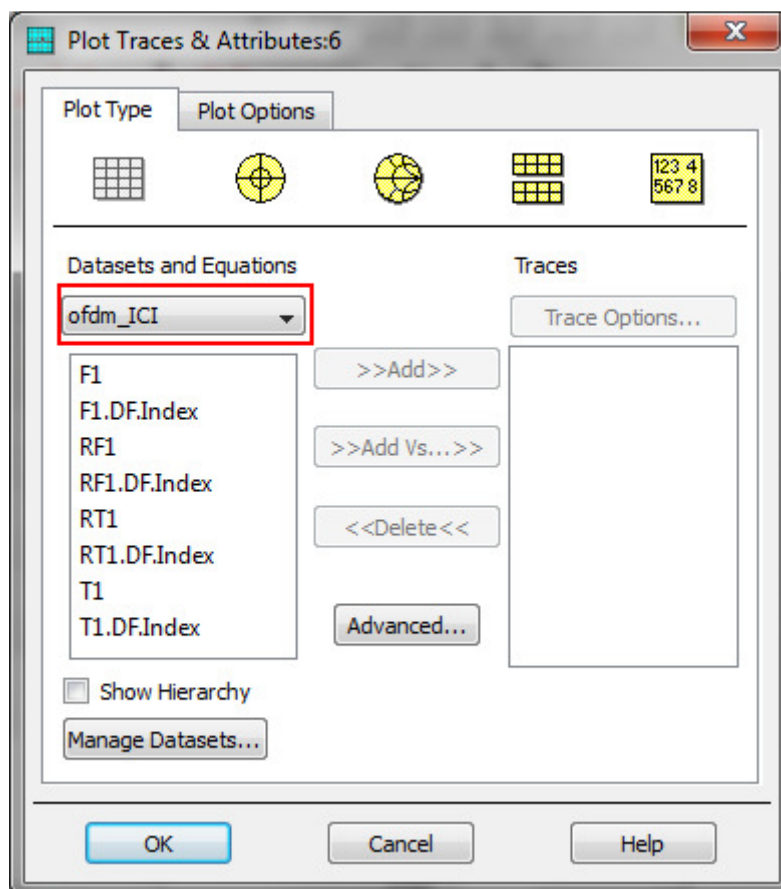 Plot Traces & Attributes:6
Plot Type
Plot Options
123 4
567 8
Datasets and Equations
Traces
ofdm_ICI
Trace Options...
F1
F1.DF.Index
RF1
RF1.DF.Index
RT1
RT1.DF.Index
T1
T1.DF.Index
>>Add>>
>>Add Vs...>>
<<Delete<<
Advanced...
Show Hierarchy
Manage Datasets...
OK
Cancel
Help